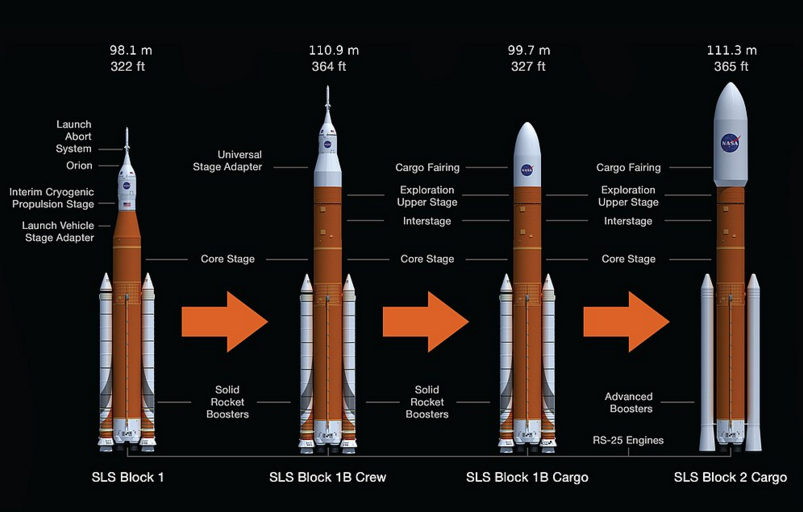 98.1 m
322 ft
110.9 m
364 ft
99.7 m
327 ft
111.3 m
365 ft
Launch
Abort
System
Orion
Interim Cryogenic
Propulsion Stage
Launch Vehicle
Stage Adapter
Universal
Stage Adapter
Cargo Fairing
Exploration
Upper Stage
Interstage
Cargo Fairing
Exploration
Upper Stage
Interstage
Core Stage
Core Stage
Core Stage
Solid
Rocket
Boosters
Solid
Rocket
Boosters
Advanced
Boosters
RS-25 Engines
NASA
NASA
SLS Block 1
SLS Block 1B Crew
SLS Block 1B Cargo
SLS Block 2 Cargo